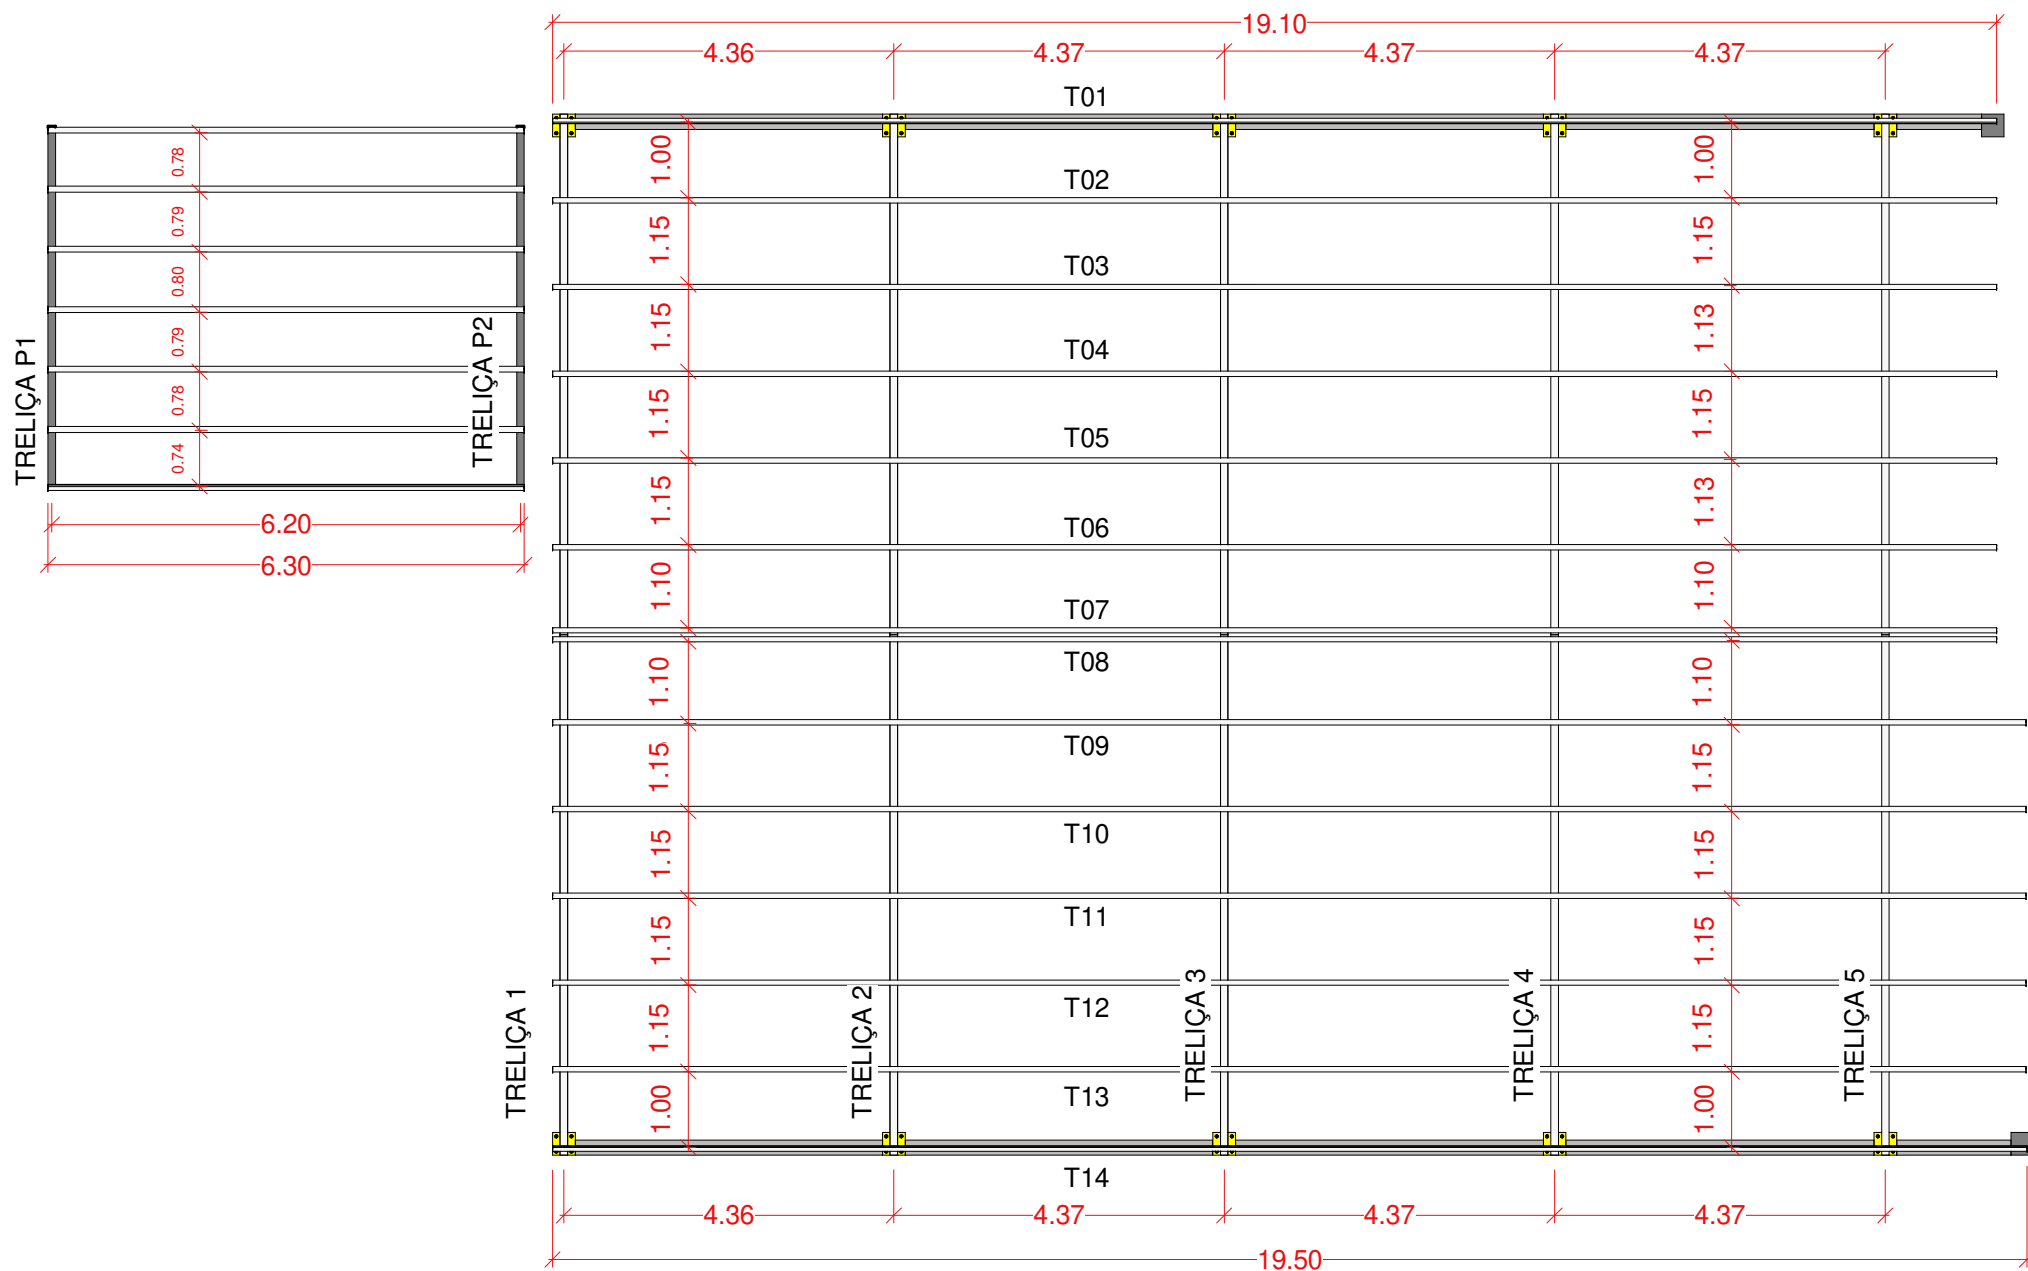 19.10
4.36 4.37 4.37 4.37
T01
0.78
0.79
0.80
0.79
0.78
0.74
TRELIÇA P1
TRELIÇA P2
6.20
6.30
1.00
1.15
1.15
1.15
1.15
1.10
1.10
1.15
1.15
1.15
1.15
1.00
T02
T03
T04
T05
T06
T07
T08
T09
T10
T11
T12
T13
T14
1.00
1.15
1.13
1.15
1.13
1.10
1.10
1.15
1.15
1.15
1.15
1.00
TRELIÇA 1
TRELIÇA 2
TRELIÇA 3
TRELIÇA 4
TRELIÇA 5
4.36 4.37 4.37 4.37
19.50